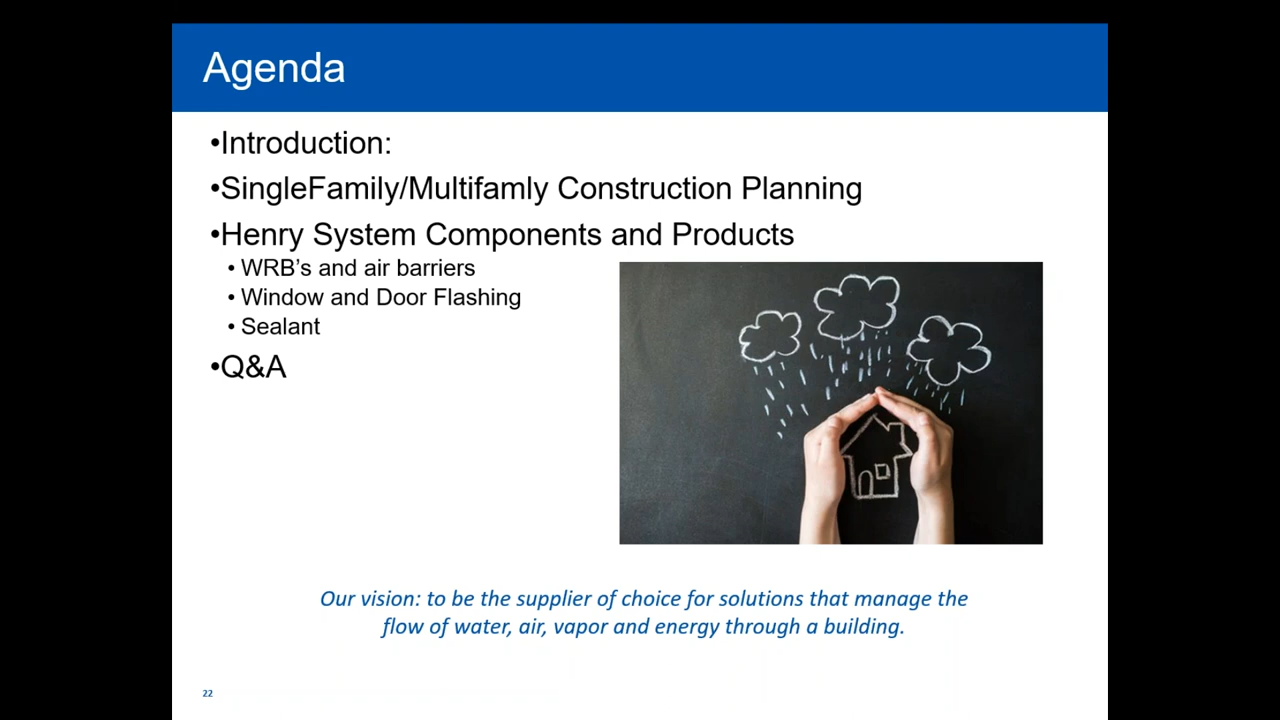 Agenda
•Introduction:
•SingleFamily/Multifamly Construction Planning
•Henry System Components and Products
• WRB’s and air barriers
• Window and Door Flashing
• Sealant
•Q&A
Our vision: to be the supplier of choice for solutions that manage the
flow of water, air, vapor and energy through a building.
22